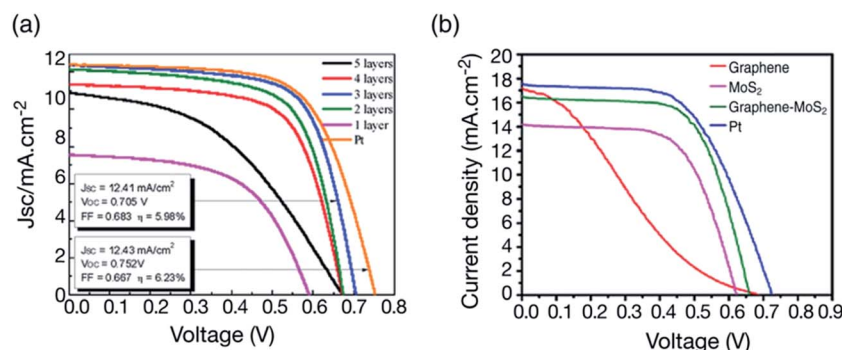 (a)
Jsc/mA.cm-2
12
10
8
6
4
2
0
5 layers
4 layers
3 layers
2 layers
1 layer
Pt
JSC = 12.41 mA/cm2
VOC = 0.705 V
FF = 0.683 η = 5.98%
JSC = 12.43 mA/cm2
VOC = 0.752V
FF = 0.667 η = 6.23%
0.0 0.1 0.2 0.3 0.4 0.5 0.6 0.7 0.8
Voltage (V)
(b)
Current density (mA.cm-2)
20
18
16
14
12
10
8
6
4
2
0
Graphene
MoS2
Graphene-MoS2
Pt
0.0 0.1 0.2 0.3 0.4 0.5 0.6 0.7 0.8 0.9
Voltage (V)